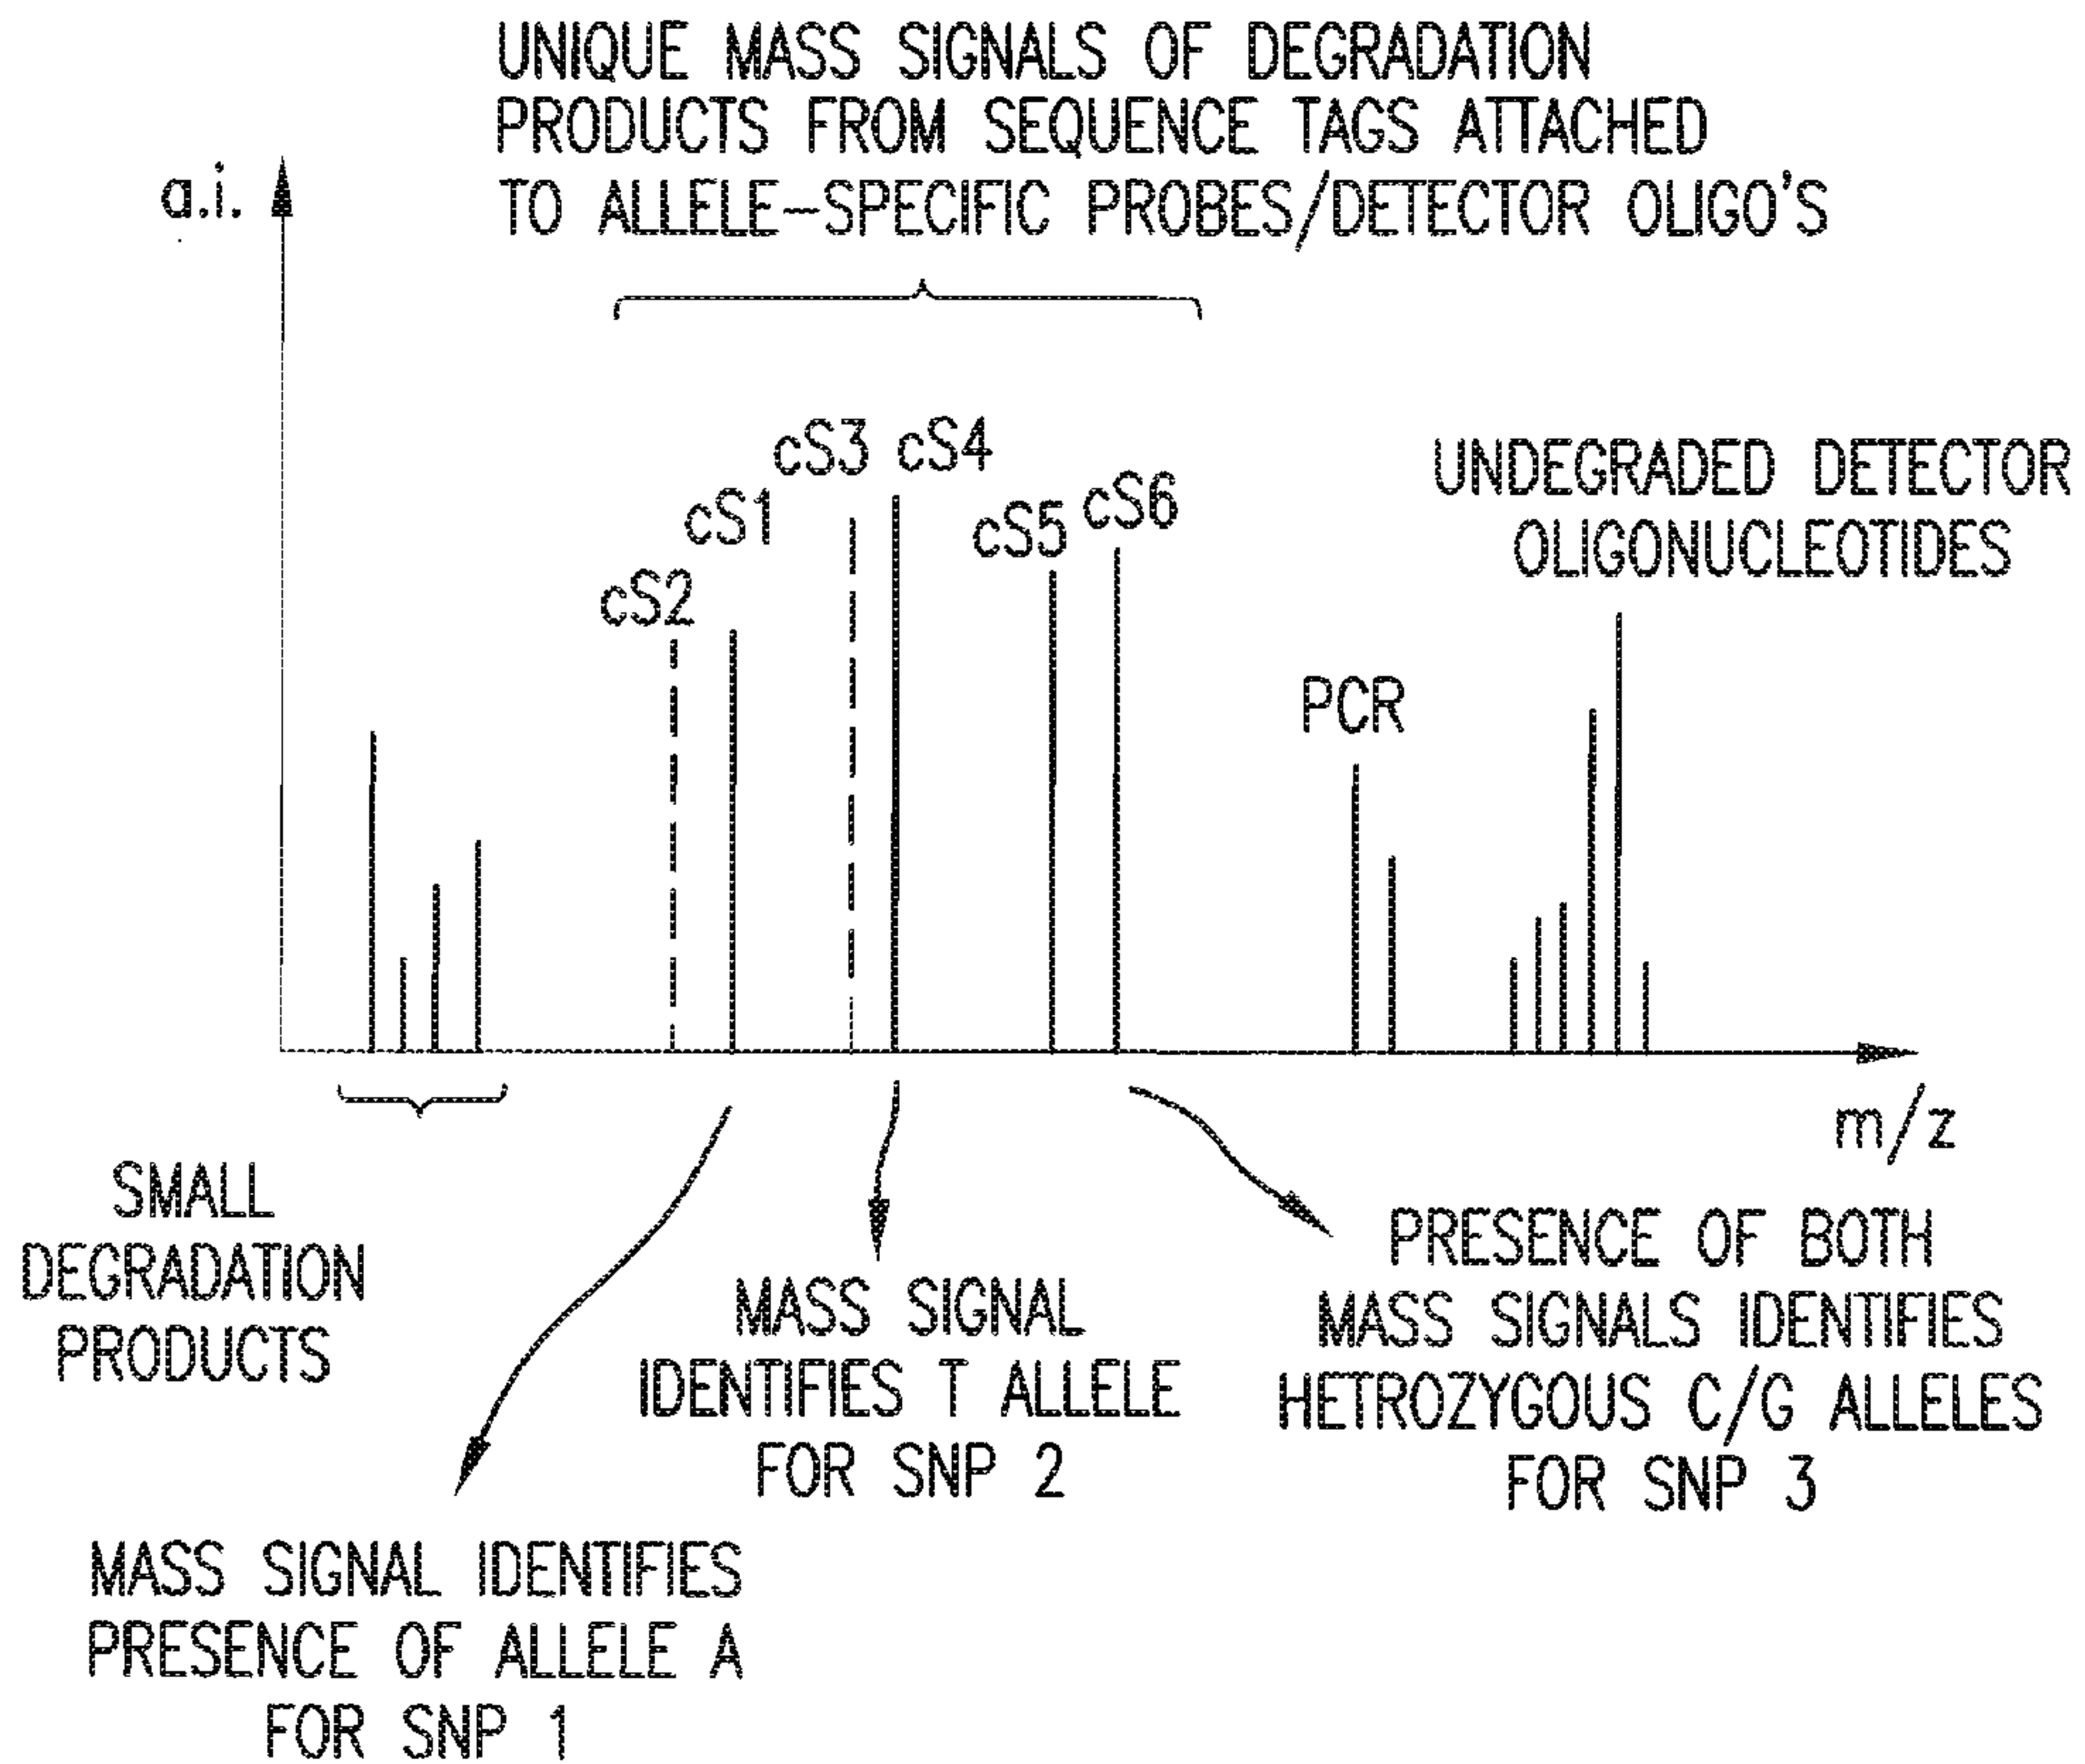 UNIQUE MASS SIGNALS OF DEGRADATION
PRODUCTS FROM SEQUENCE TAGS ATTACHED
TO ALLELE-SPECIFIC PROBES/DETECTOR OLIGO'S
a.i.
cS2
cS1
cS3
cS4
cS5
cS6
PCR
UNDEGRADED DETECTOR
OLIGONUCLEOTIDES
m/z
SMALL
DEGRADATION
PRODUCTS
MASS SIGNAL IDENTIFIES
PRESENCE OF ALLELE A
FOR SNP 1
MASS SIGNAL
IDENTIFIES T ALLELE
FOR SNP 2
PRESENCE OF BOTH
MASS SIGNALS IDENTIFIES
HETROZYGOUS C/G ALLELES
FOR SNP 3